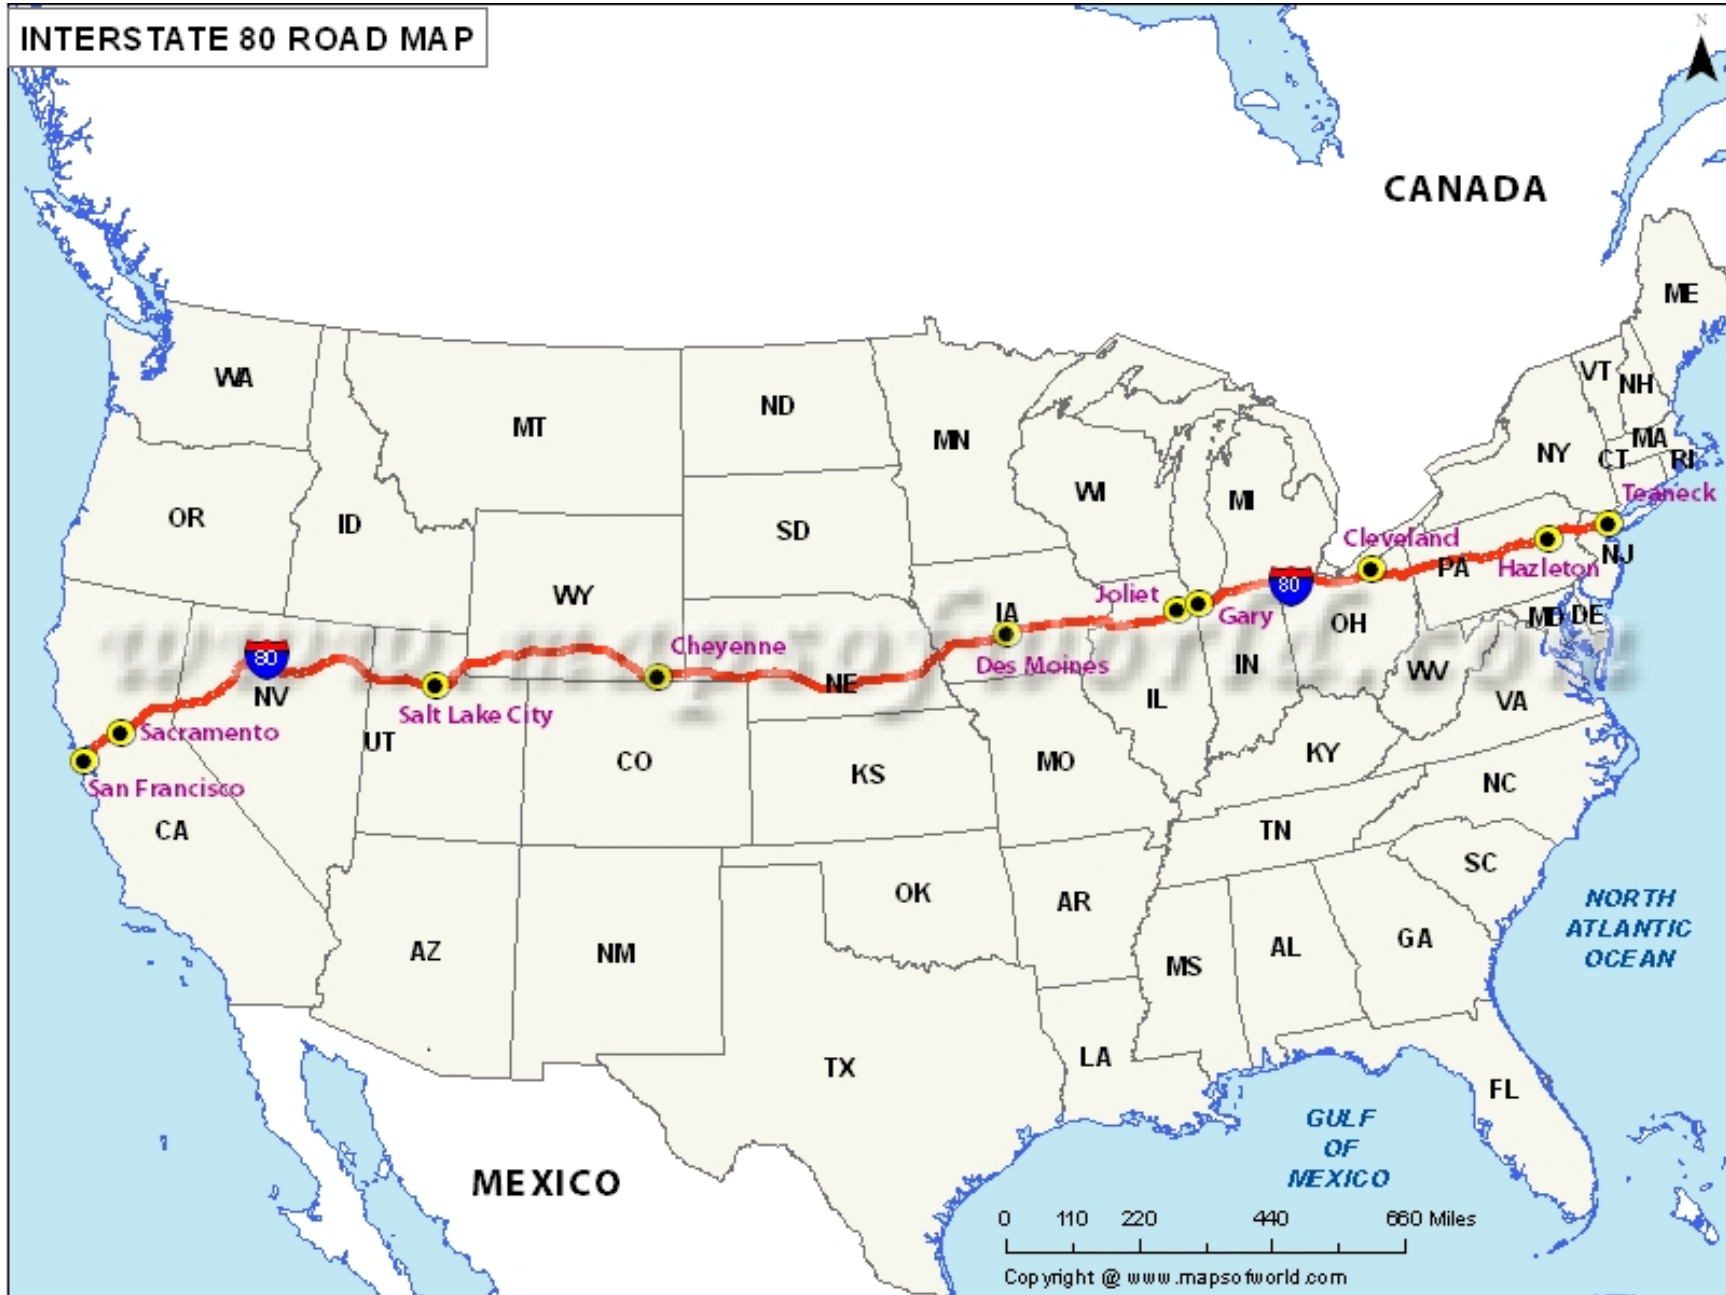 INTERSTATE 80 ROAD MAP
N
CANADA
ME
WA
MT
ND
MN
VT
NH
MA
NY
CT
RI
OR
ID
SD
WI
MI
Teaneck
Cleveland
WY
PA
Hazleton
NJ
80
Joliet
IA
Gary
OH
MD
DE
www.mapsofworld.com
80
Cheyenne
Des Moines
IN
WV
NV
NE
IL
VA
Salt Lake City
Sacramento
UT
CO
KS
MO
KY
San Francisco
NC
CA
TN
SC
OK
AR
NORTH
ATLANTIC
OCEAN
AZ
NM
MS
AL
GA
TX
LA
FL
GULF
OF
MEXICO
MEXICO
0 110 220 440 660 Miles
Copyright @ www.mapsofworld.com